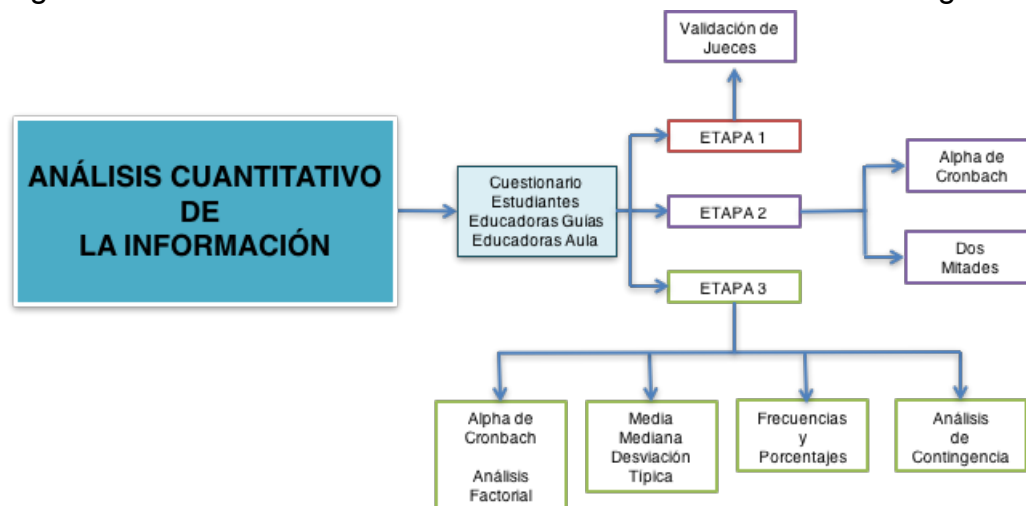 Validación de
Jueces
ETAPA 1
ANÁLISIS CUANTITATIVO
DE
LA INFORMACIÓN
Cuestionario
Estudiantes
Educadoras Guías
Educadoras Aula
ETAPA 2
Alpha de
Cronbach
Dos
Mitades
ETAPA 3
Alpha de
Cronbach
Análisis
Factorial
Media
Mediana
Desviación
Típica
Frecuencias
y
Porcentajes
Análisis
de
Contingencia